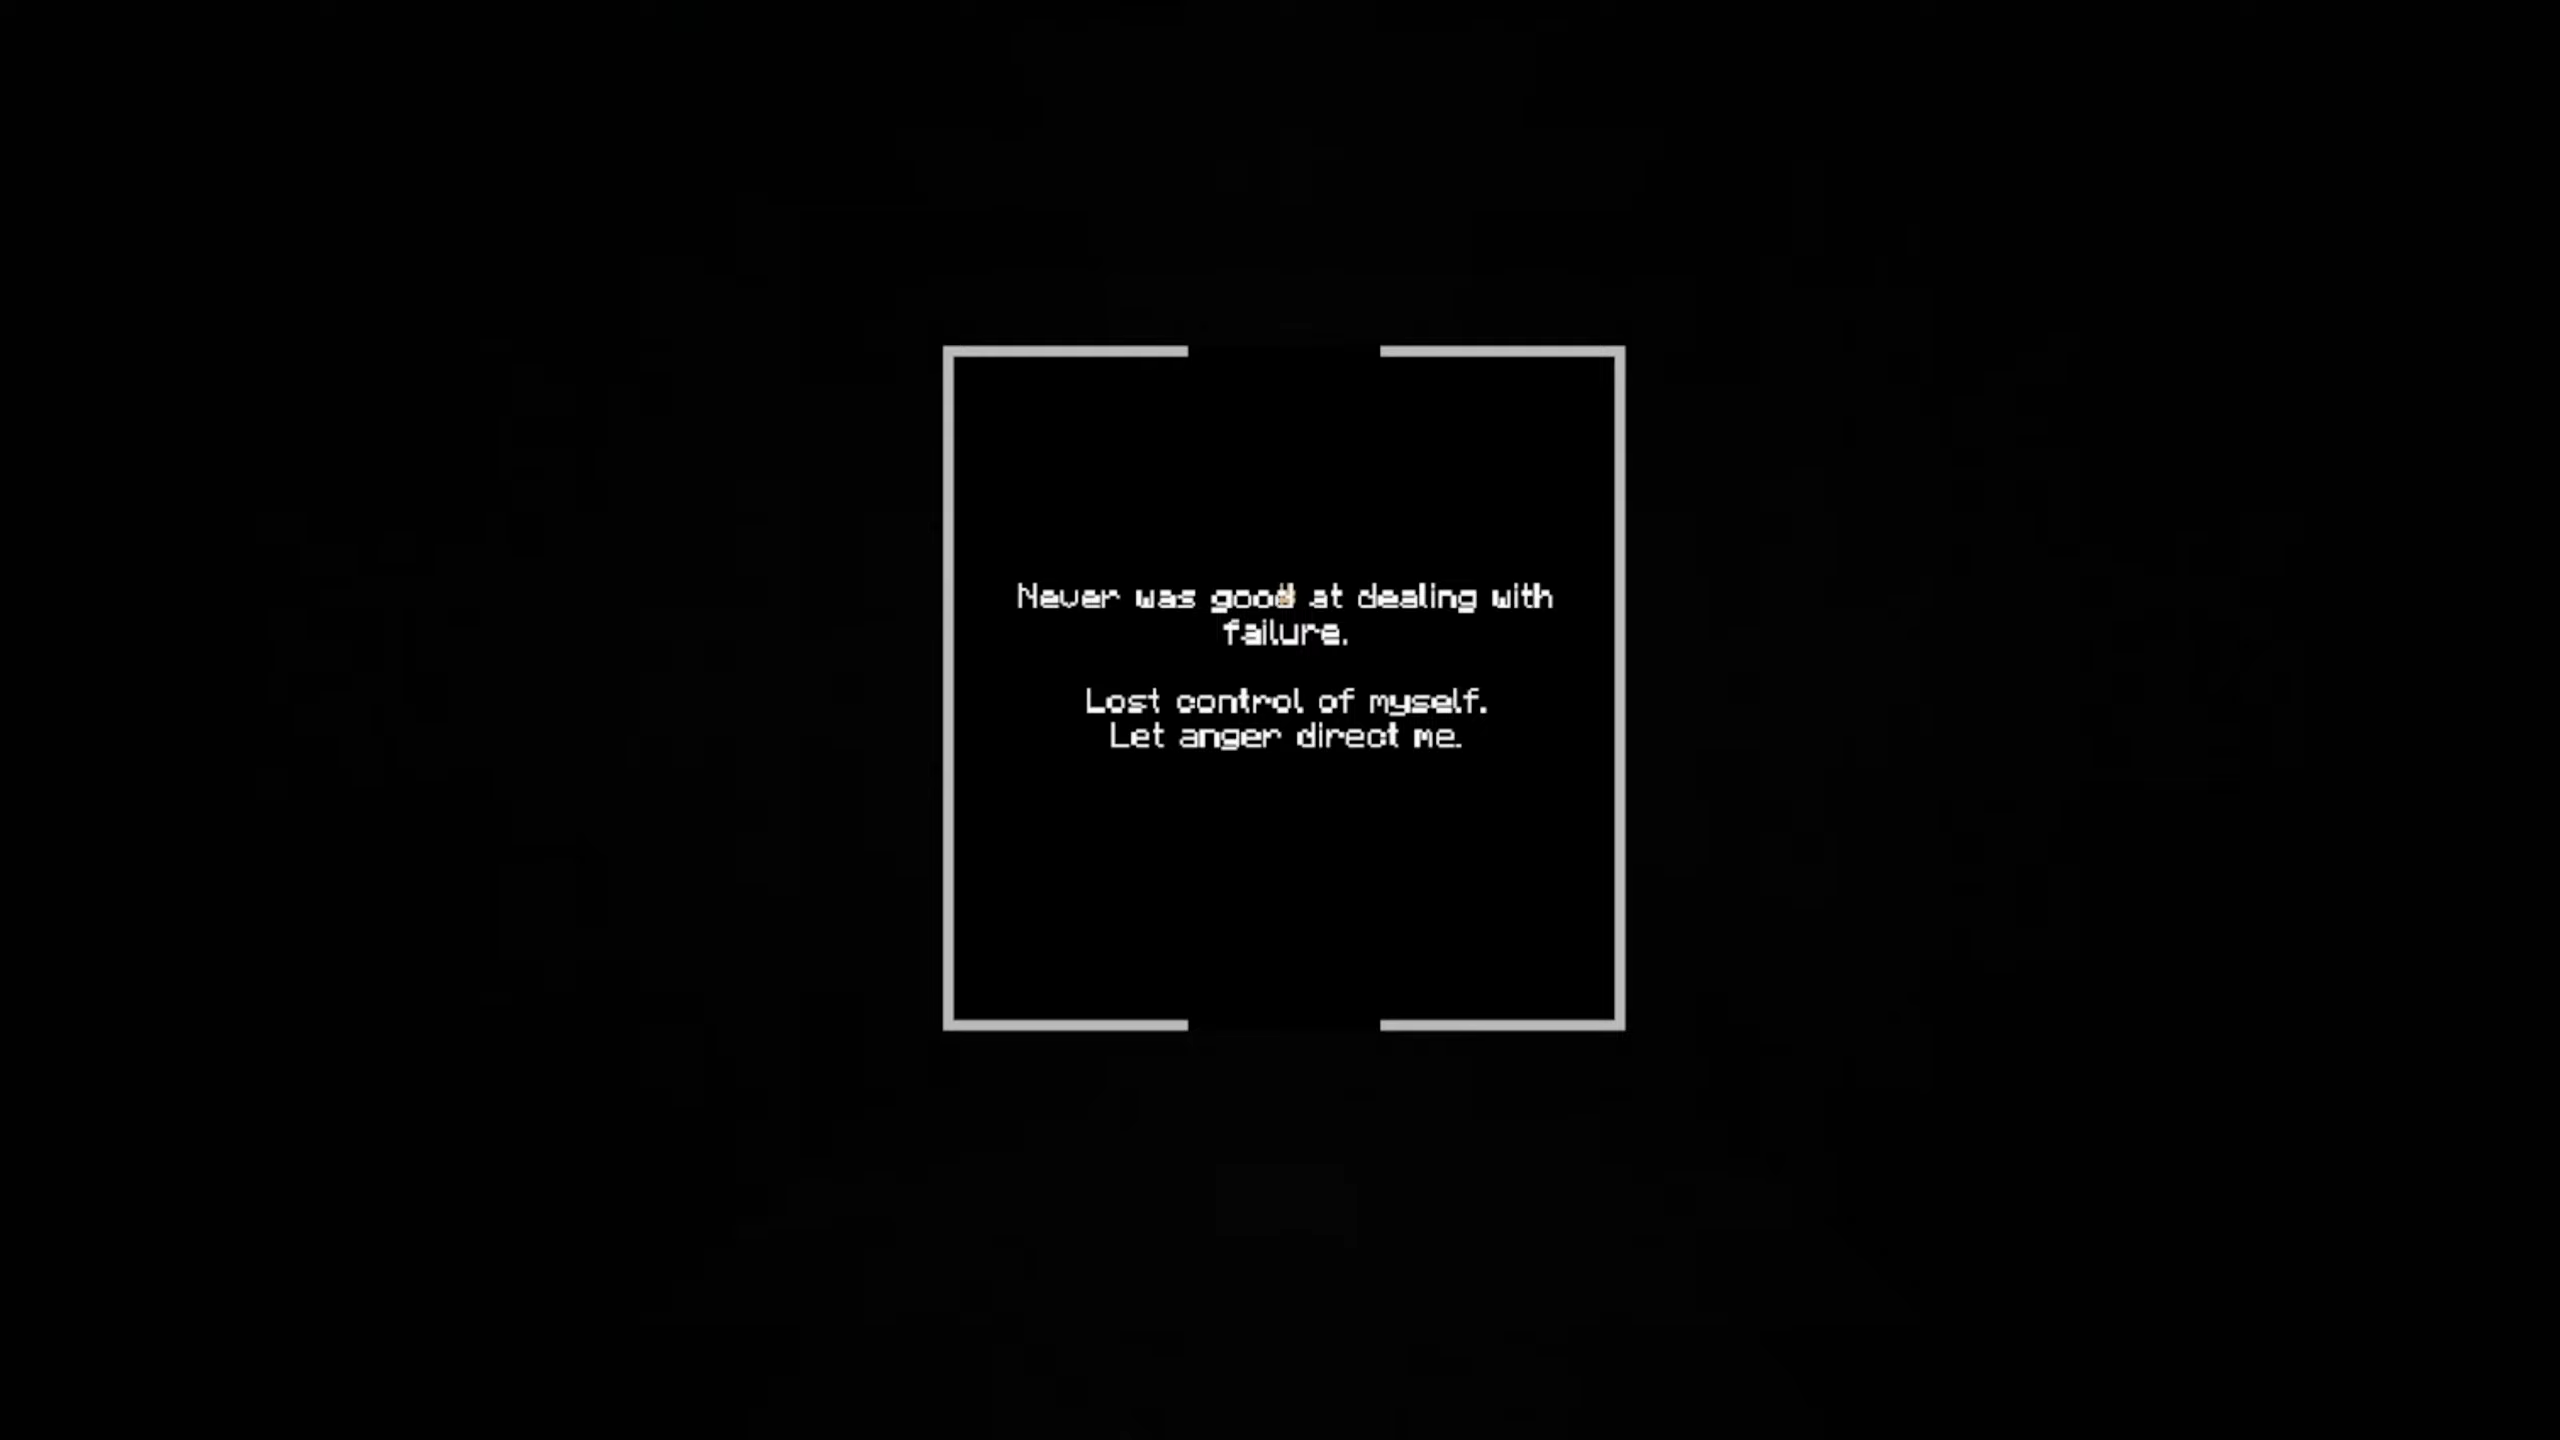 Never was good at dealing with
failure.
Lost control of myself.
Let anger direct me.